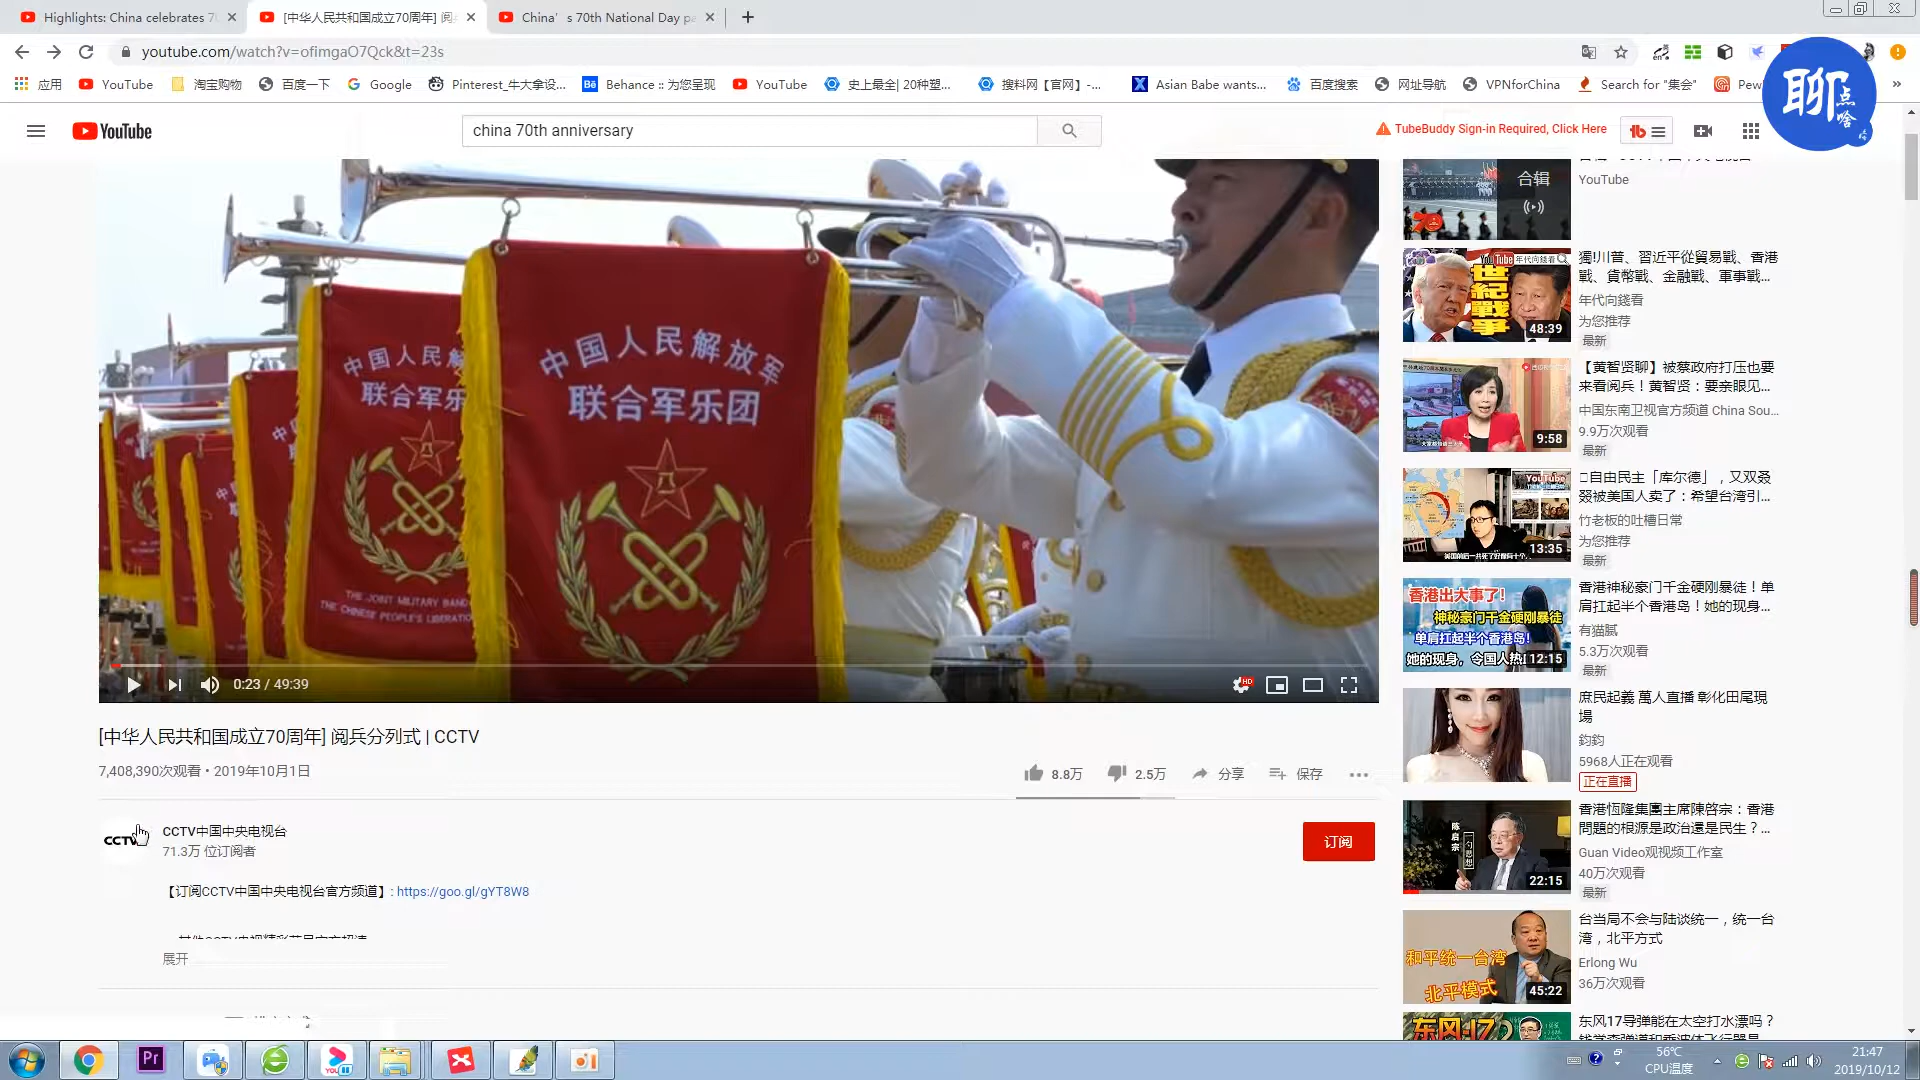 Highlights: China celebrates 7
[中华人民共和国成立70周年] 阅
China's 70th National Day pa
youtube.com/watch?v=ofimgaO7Qck&t=23s
应用
YouTube
淘宝购物
百度一下
Google
Pinterest_牛大拿设...
Behance :: 为您呈现
YouTube
史上最全| 20种塑...
搜料网【官网】-...
Asian Babe wants...
百度搜索
网址导航
VPNforChina
Search for "集会"
Pew
聊点啥
YouTube
china 70th anniversary
TubeBuddy Sign-in Required, Click Here
中国人民解放军
联合军乐团
中国人民解
联合军乐
THE JOINT MILITARY BAND
THE CHINESE PEOPLE'S LIBERATION
0:23 / 49:39
[中华人民共和国成立70周年] 阅兵分列式 | CCTV
7,408,390次观看 • 2019年10月1日
8.8万
2.5万
分享
保存
CCTV
CCTV中国中央电视台
71.3万 位订阅者
订阅
【订阅CCTV中国中央电视台官方频道】: https://goo.gl/gYT8W8
展开
合辑
YouTube
YouTube 年代向錢看
世紀戰爭
48:39
獨!川普、習近平從貿易戰、香港
戰、貨幣戰、金融戰、軍事戰...
年代向錢看
为您推荐
最新
9:58
【黄智贤聊】被蔡政府打压也要
来看阅兵！黄智贤：要亲眼见...
中国东南卫视官方频道 China Sou...
9.9万次观看
最新
YouTube
13:35
自由民主「库尔德」，又双叒
叕被美国人卖了：希望台湾引...
竹老板的吐槽日常
为您推荐
最新
香港出大事了!
神秘豪门千金硬刚暴徒
单肩扛起半个香港岛!
她的现身，令国人热
12:15
香港神秘豪门千金硬刚暴徒！单
肩扛起半个香港岛！她的现身...
有猫腻
5.3万次观看
最新
庶民起義 萬人直播 彰化田尾現
場
鈞鈞
5968人正在观看
正在直播
陈启宗
22:15
香港恆隆集團主席陳啓宗：香港
問題的根源是政治還是民生？...
Guan Video观视频工作室
40万次观看
最新
和平统一台湾
北平模式
45:22
台当局不会与陆谈统一，统一台
湾，北平方式
Erlong Wu
36万次观看
东风-17
东风17导弹能在太空打水漂吗？
Pr
56℃
CPU温度
21:47
2019/10/12